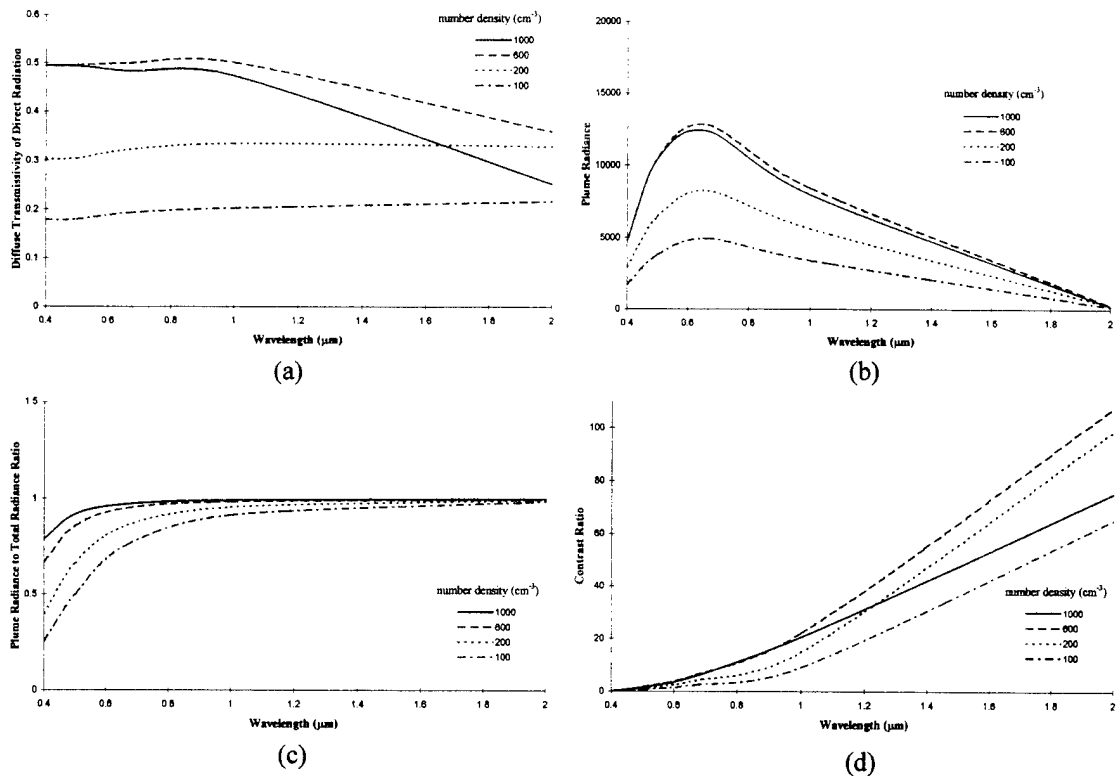 0.6
0.5
0.4
0.3
0.2
0.1
0
0.4 0.6 0.8 1 1.2 1.4 1.6 1.8 2
Diffuse Transmissivity of Direct Radiation
Wavelength (μm)
number density (cm-3)
1000
600
200
100
(a)
20000
15000
10000
5000
0
0.4 0.6 0.8 1 1.2 1.4 1.6 1.8 2
Plume Radiance
Wavelength (μm)
number density (cm-3)
1000
600
200
100
(b)
1 5
1
0.5
0
0.4 0.6 0.8 1 1.2 1.4 1.6 1.8 2
Plume Radiance to Total Radiance Ratio
Wavelength (μm)
number density (cm-3)
1000
600
200
100
(c)
100
80
60
40
20
0
0.4 0.6 0.8 1 1.2 1.4 1.6 1.8 2
Contrast Ratio
Wavelength (μm)
number density (cm-3)
1000
600
200
100
(d)